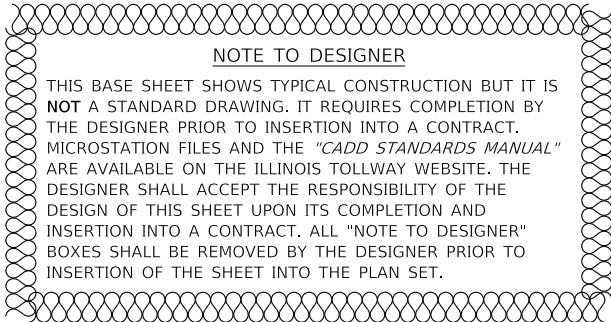 NOTE TO DESIGNER
THIS BASE SHEET SHOWS TYPICAL CONSTRUCTION BUT IT IS
NOT A STANDARD DRAWING. IT REQUIRES COMPLETION BY
THE DESIGNER PRIOR TO INSERTION INTO A CONTRACT.
MICROSTATION FILES AND THE "CADD STANDARDS MANUAL"
ARE AVAILABLE ON THE ILLINOIS TOLLWAY WEBSITE. THE
DESIGNER SHALL ACCEPT THE RESPONSIBILITY OF THE
DESIGN OF THIS SHEET UPON ITS COMPLETION AND
INSERTION INTO A CONTRACT. ALL "NOTE TO DESIGNER"
BOXES SHALL BE REMOVED BY THE DESIGNER PRIOR TO
INSERTION OF THE SHEET INTO THE PLAN SET.